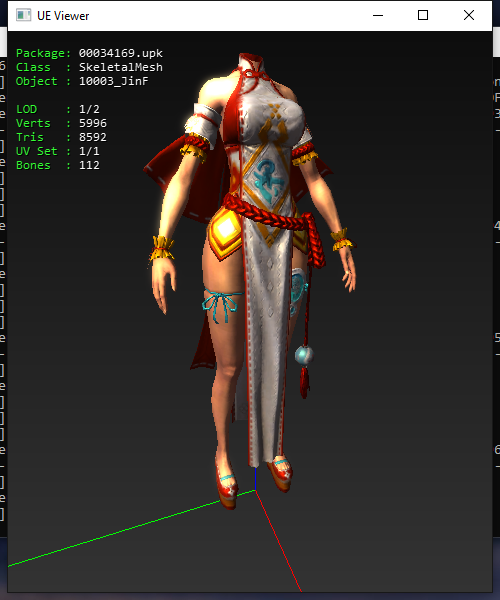 UE Viewer
Package: 00034169.upk
Class  : SkeletalMesh
Object : 10003_JinF
LOD    : 1/2
Verts  : 5996
Tris   : 8592
UV Set : 1/1
Bones  : 112